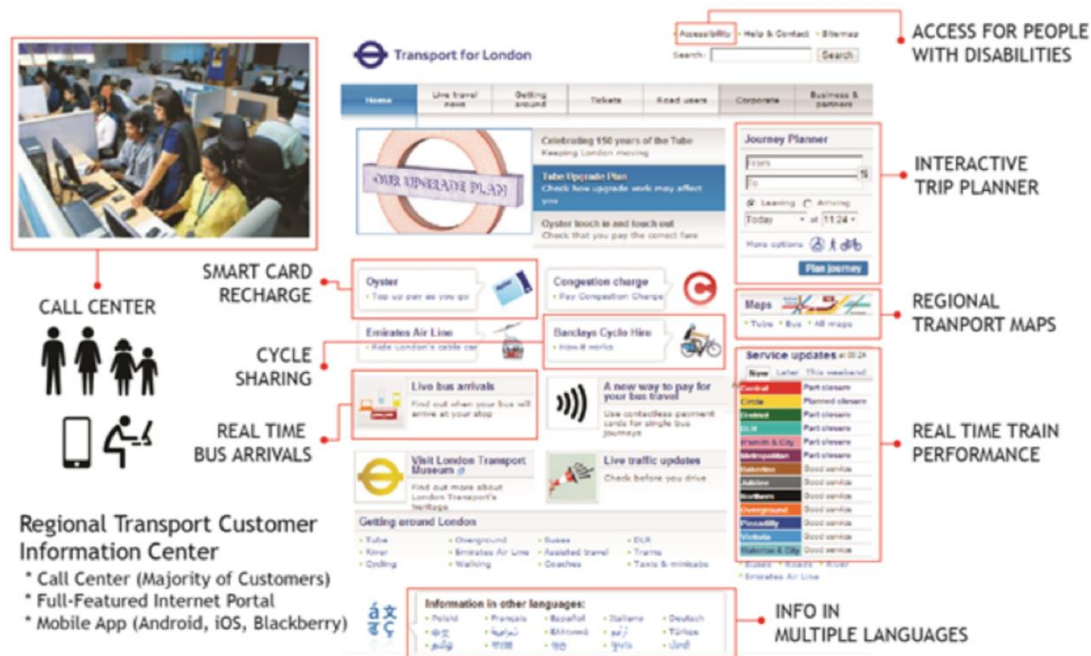 ACCESS FOR PEOPLE
WITH DISABILITIES
Accessibility • Help & Contact • Sitemap
Transport for London
Search:
Search
Home
Live travel
news
Getting
around
Tickets
Road users
Corporate
Business &
partners
Celebrating 150 years of the Tube
Keeping London moving
OUR UPGRADE PLAN
Tube Upgrade Plan
Check how upgrade work may affect
you
Oyster touch in and touch out
Check that you pay the correct fare
Journey Planner
From
To
Leaving
Arriving
Today
at
11:24
More options
Plan journey
INTERACTIVE
TRIP PLANNER
SMART CARD
RECHARGE
Oyster
• Top up pay as you go
Congestion charge
• Pay Congestion Charge
Maps
• Tube • Bus • All maps
REGIONAL
TRANPORT MAPS
CALL CENTER
CYCLE
SHARING
Emirates Air Line
• Ride London's cable car
Barclays Cycle Hire
• How it works
REAL TIME
BUS ARRIVALS
Live bus arrivals
Find out when your bus will
arrive at your stop
A new way to pay for
your bus travel
Use contactless payment
cards for single bus
journeys
Visit London Transport
Museum
Find out more about
London Transport's
heritage
Live traffic updates
Check before you drive
Service updates at
Now Later This weekend
Central Part closure
Circle Planned closure
District Part closure
DLR Part closure
H'smith & City Part closure
Metropolitan Part closure
Bakerloo Good service
Jubilee Good service
Northern Good service
Overground Good service
Piccadilly Good service
Victoria Good service
Waterloo & City Good service
• Buses • Roads • River
• Emirates Air Line
REAL TIME TRAIN
PERFORMANCE
Getting around London
• Tube • Overground • Buses • DLR
• River • Emirates Air Line • Assisted travel • Trams
• Cycling • Walking • Coaches • Taxis & minicabs
Regional Transport Customer
Information Center
* Call Center (Majority of Customers)
* Full-Featured Internet Portal
* Mobile App (Android, iOS, Blackberry)
á 文
ç
Information in other languages:
• Polski • Français • Español • Italiano • Deutsch
• 中文 • Ελληνικά • Türkçe
INFO IN
MULTIPLE LANGUAGES